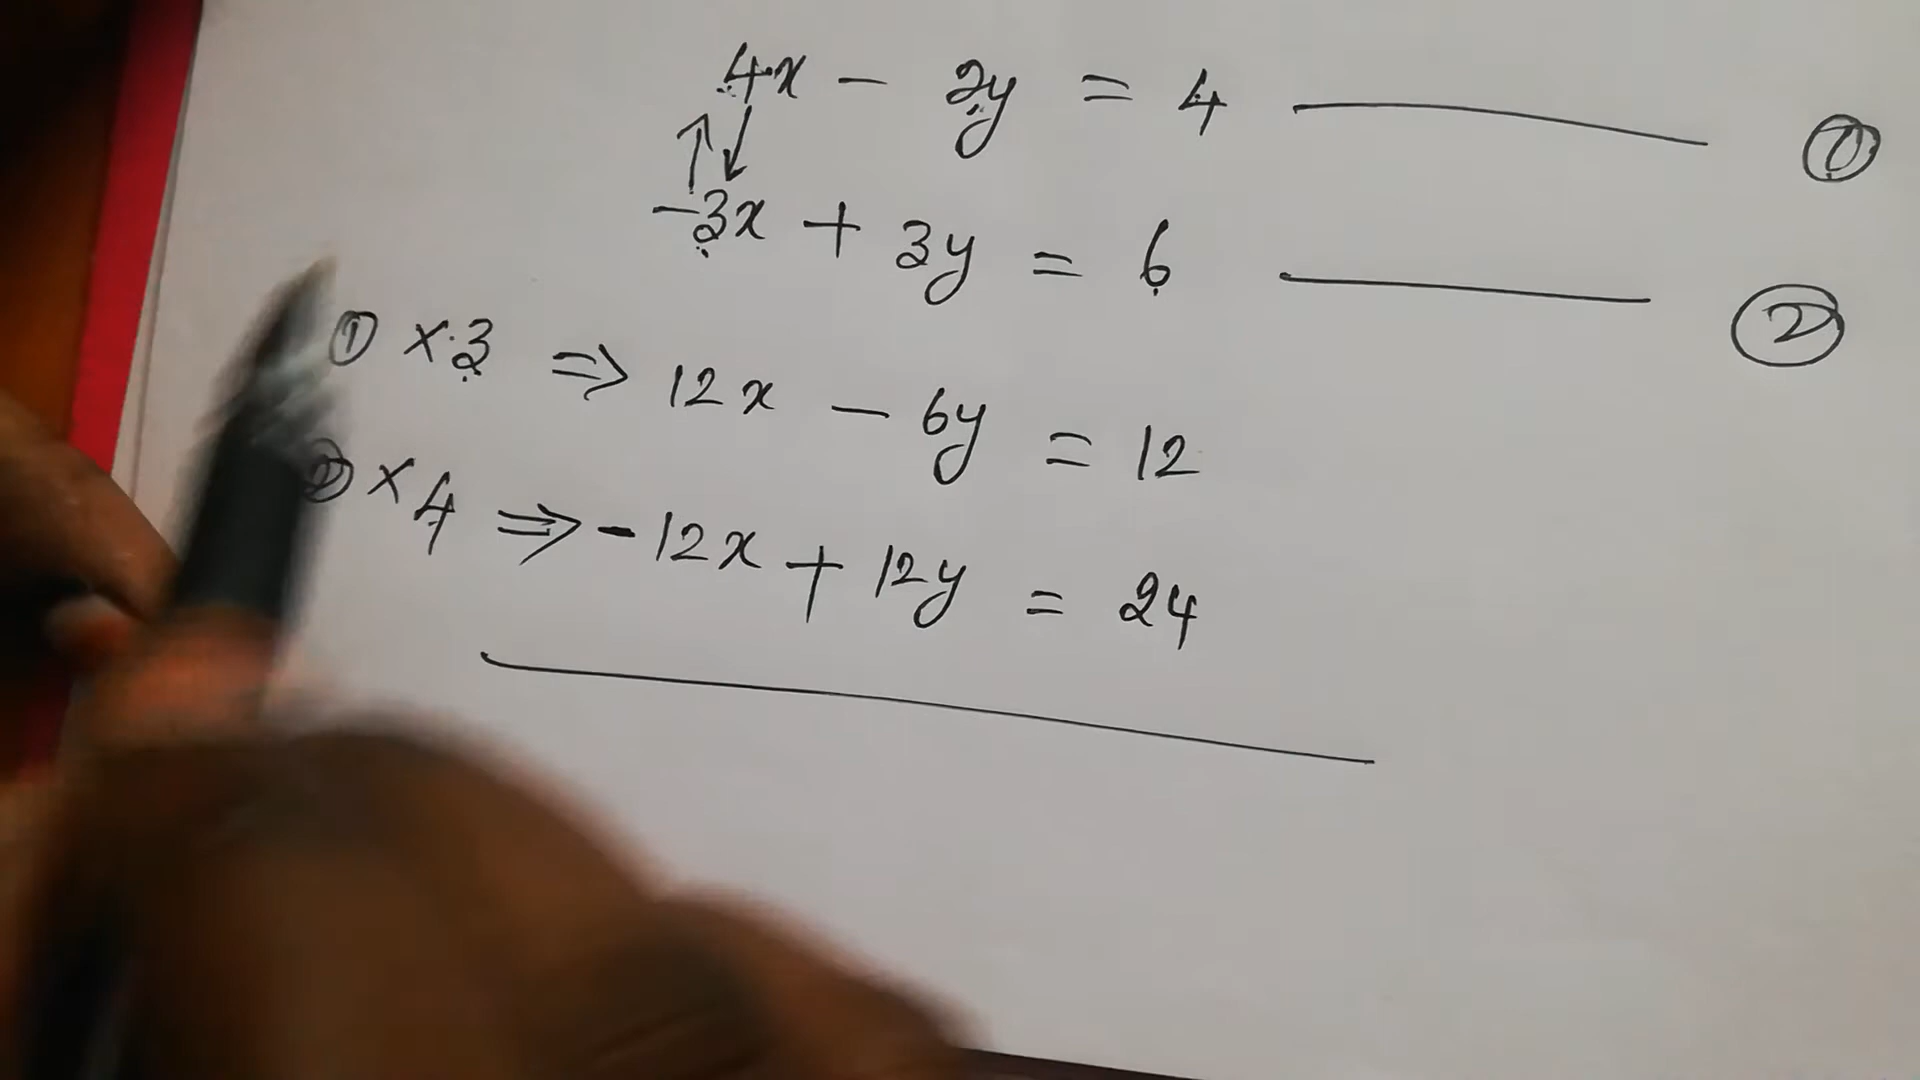 4x − 2y = 4 —— ①
−3x + 3y = 6 —— ②
① × 3 ⇒ 12x − 6y = 12
② × 4 ⇒ −12x + 12y = 24